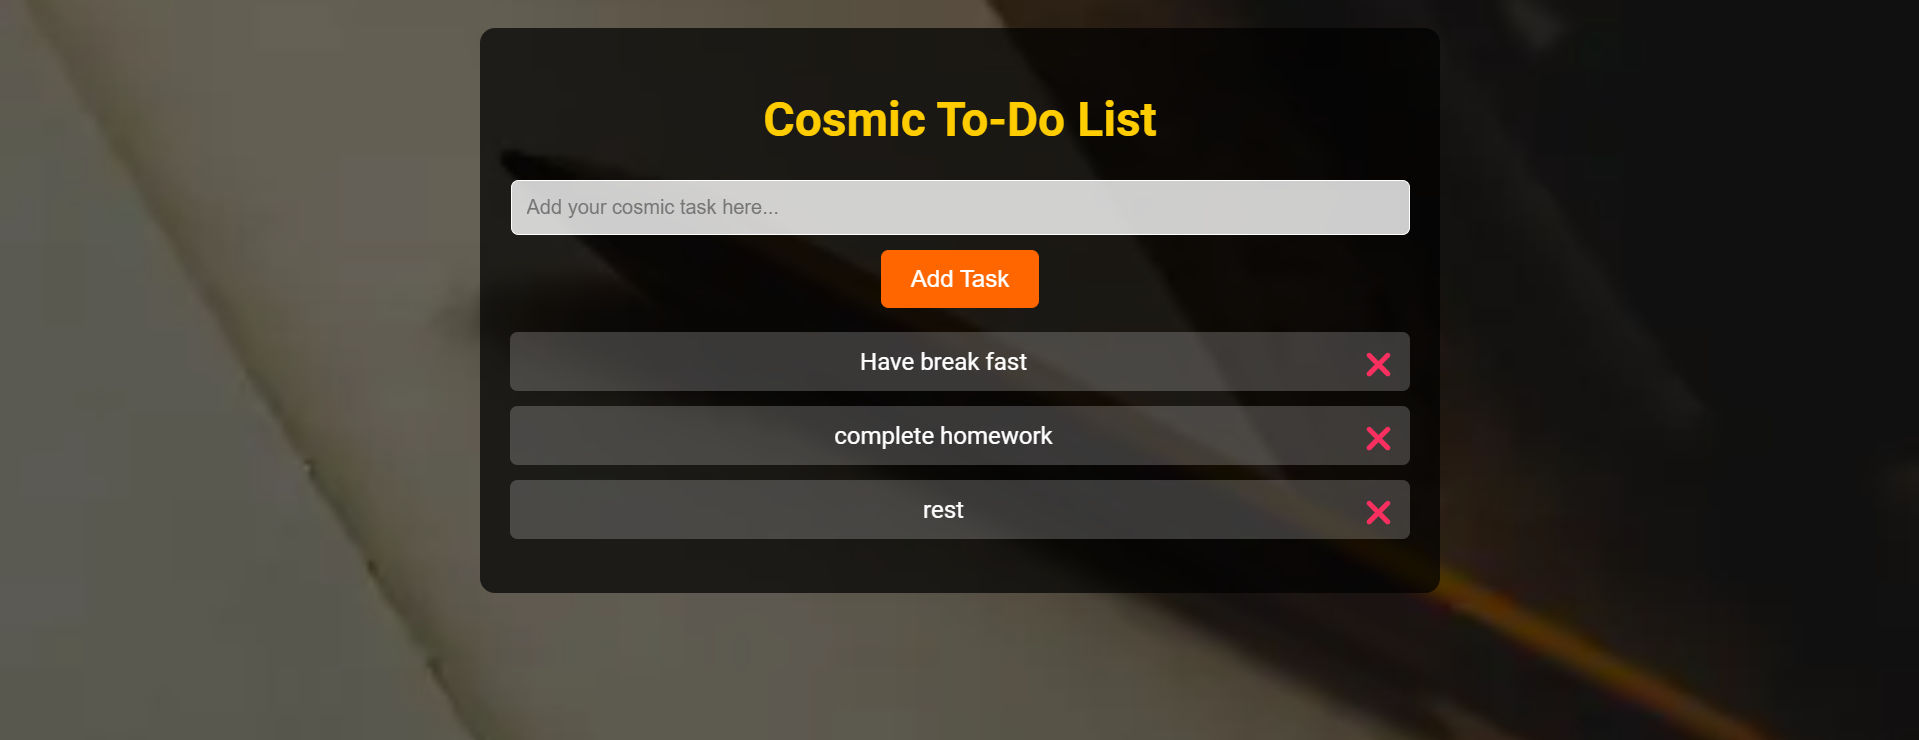 Cosmic To-Do List
Add your cosmic task here...
Add Task
Have break fast
complete homework
rest